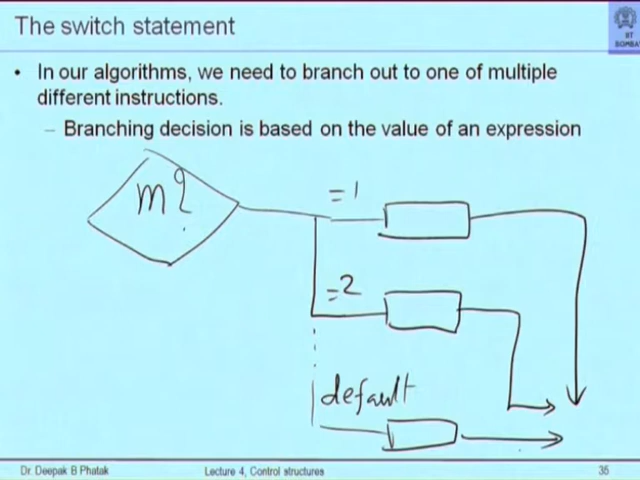 The switch statement
IIT
BOMBAY
• In our algorithms, we need to branch out to one of multiple
different instructions.
– Branching decision is based on the value of an expression
m?
=1
=2
default
Dr. Deepak B Phatak
Lecture 4, Control structures
35